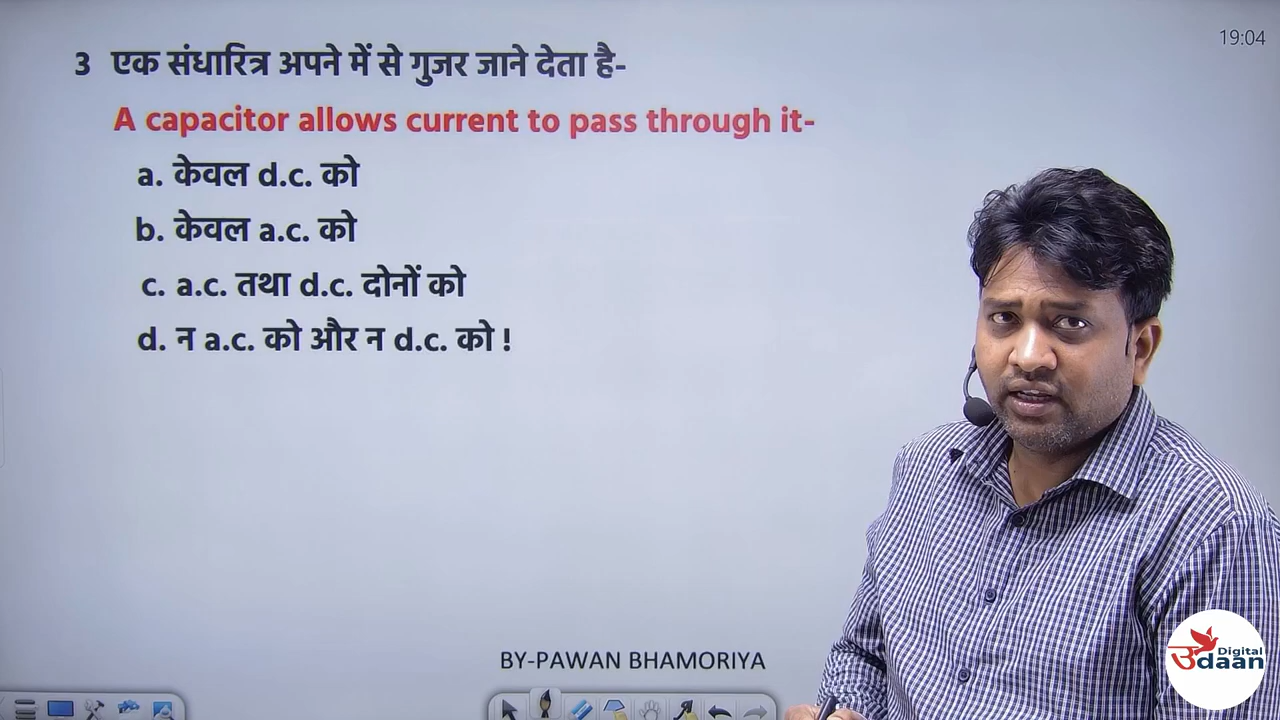 19:04
3 एक संधारित्र अपने में से गुजर जाने देता है-
A capacitor allows current to pass through it-
a. केवल d.c. को
b. केवल a.c. को
c. a.c. तथा d.c. दोनों को
d. न a.c. को और न d.c. को !
BY-PAWAN BHAMORIYA
Digital
उdaan